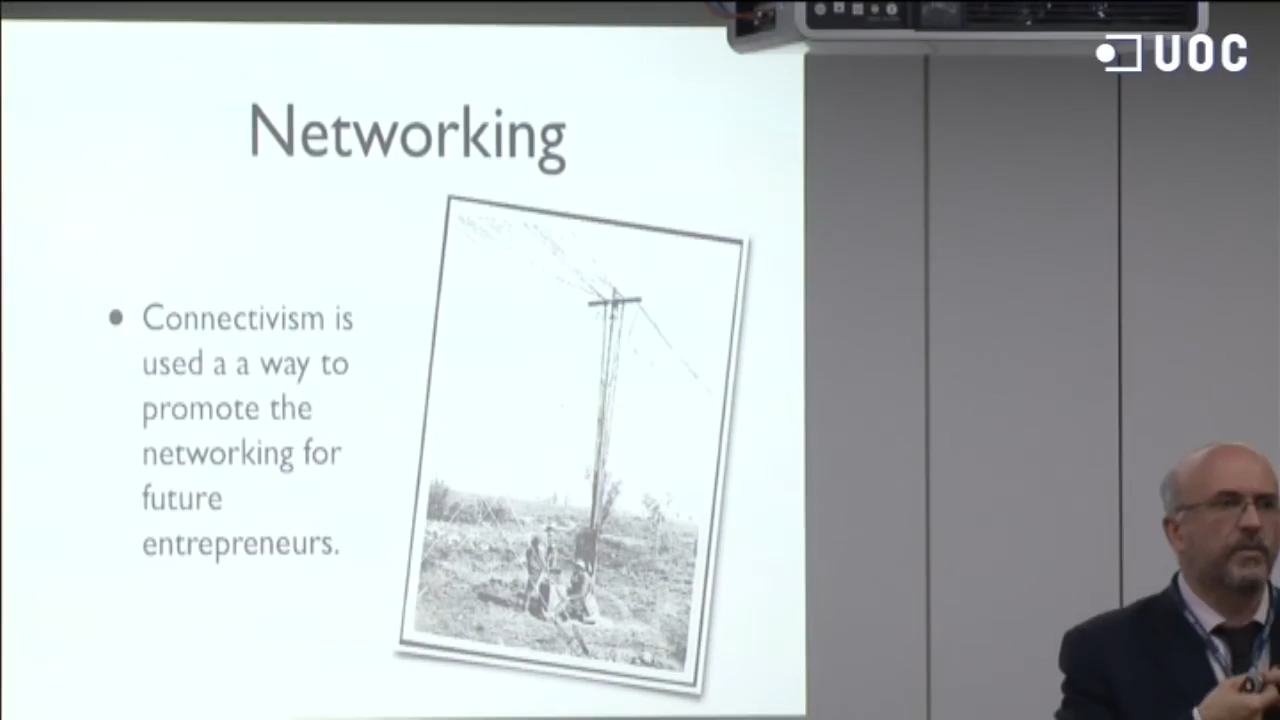 UOC
Networking
• Connectivism is
used a a way to
promote the
networking for
future
entrepreneurs.